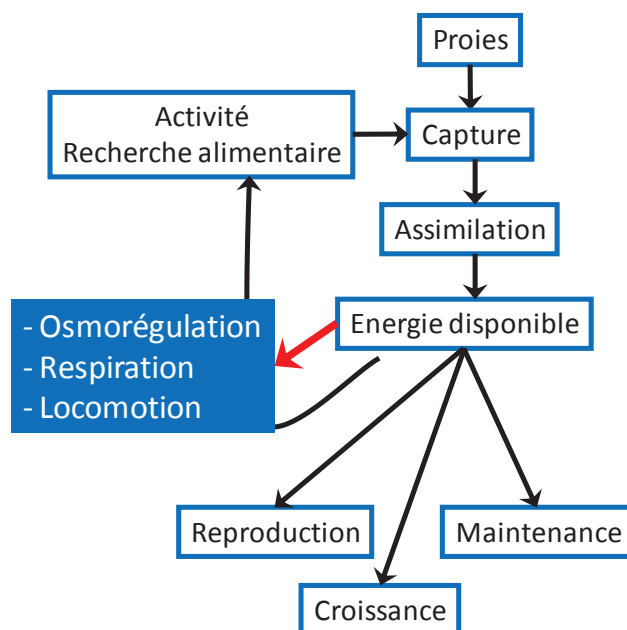 Proies
Activité
Recherche alimentaire
Capture
Assimilation
- Osmorégulation
- Respiration
- Locomotion
Energie disponible
Reproduction
Maintenance
Croissance